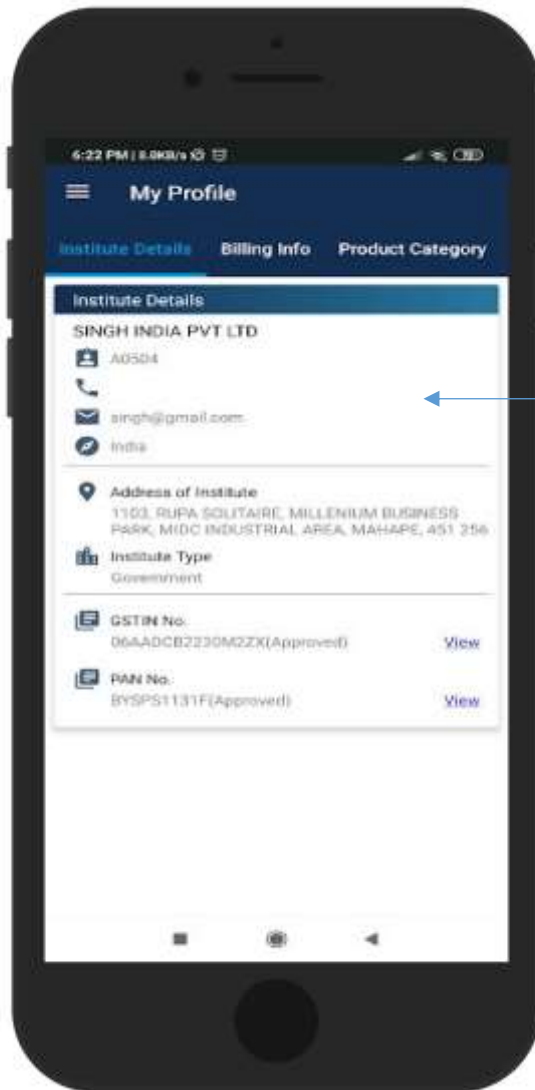 6:22 PM | 8.0KB/s
My Profile
Institute Details Billing Info Product Category
Institute Details
SINGH INDIA PVT LTD
A0504
singh@gmail.com
India
Address of Institute
1103, RUPA SOLITAIRE, MILLENIUM BUSINESS
PARK, MIDC INDUSTRIAL AREA, MAHAPE, 451 256
Institute Type
Government
GSTIN No.
06AADCB2230M2ZX(Approved) View
PAN No.
BYSPS1131F(Approved) View